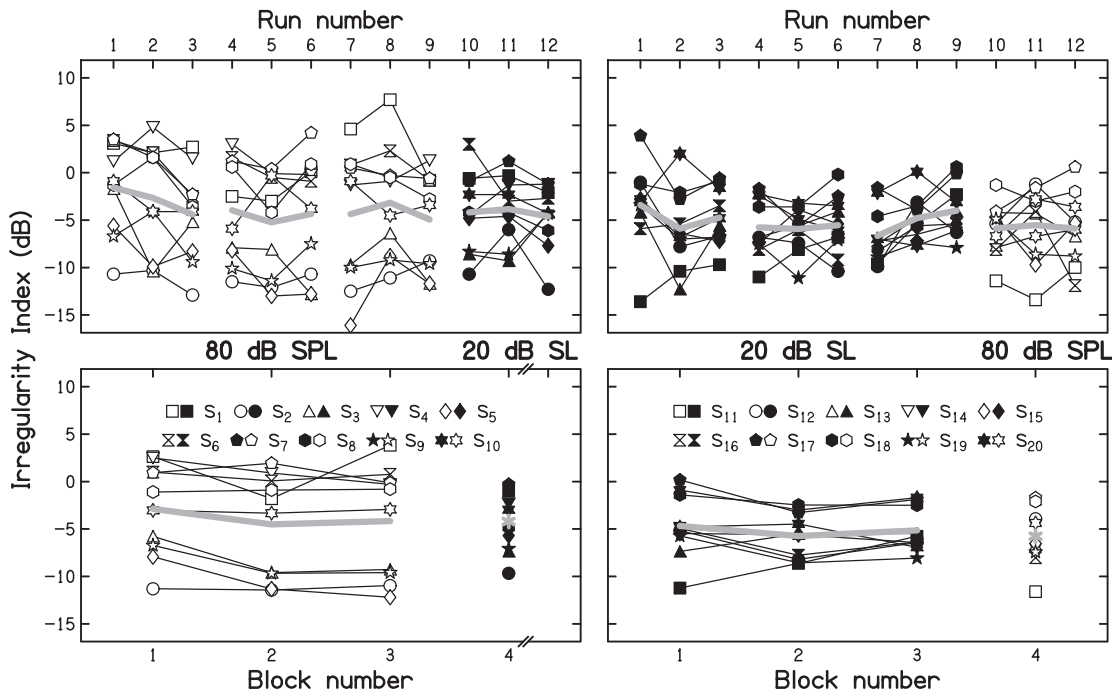 Run number Run number
1 2 3 4 5 6 7 8 9 10 11 12 1 2 3 4 5 6 7 8 9 10 11 12
10
5
0
−5
−10
−15
Irregularity Index (dB)
80 dB SPL 20 dB SL 20 dB SL 80 dB SPL
10
S1 S2 S3 S4 S5 S11 S12 S13 S14 S15
S6 S7 S8 S9 S10 S16 S17 S18 S19 S20
5
0
−5
−10
−15
1 2 3 4 1 2 3 4
Block number Block number